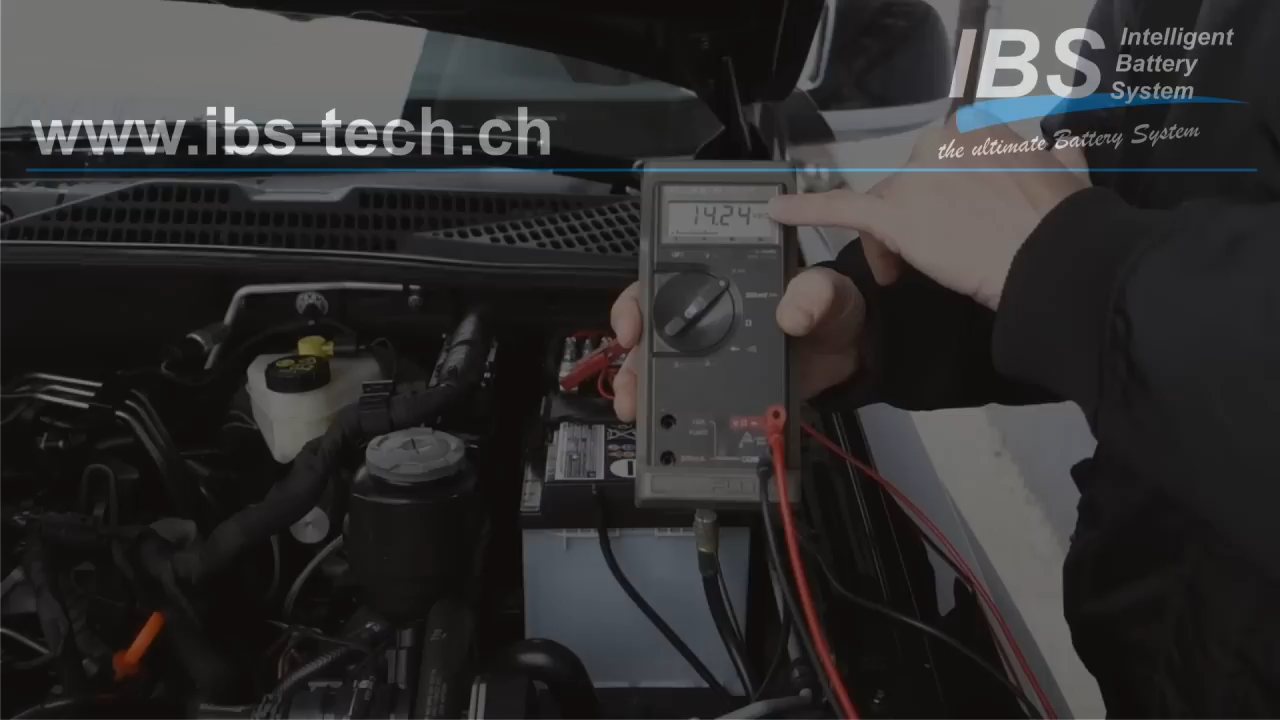 IBS
Intelligent
Battery
System
the ultimate Battery System
www.ibs-tech.ch
14.24